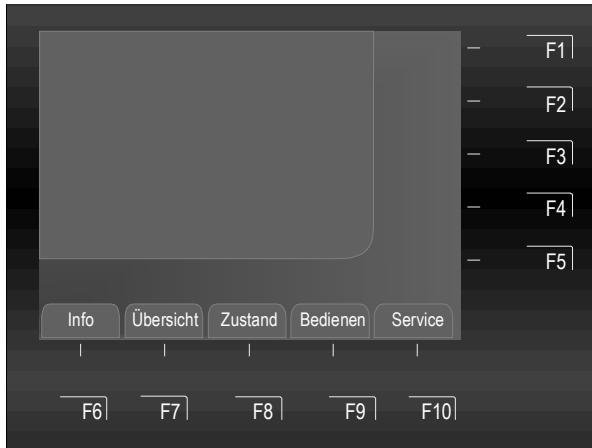 F1
F2
F3
F4
F5
Info Übersicht Zustand Bedienen Service
F6 F7 F8 F9 F10